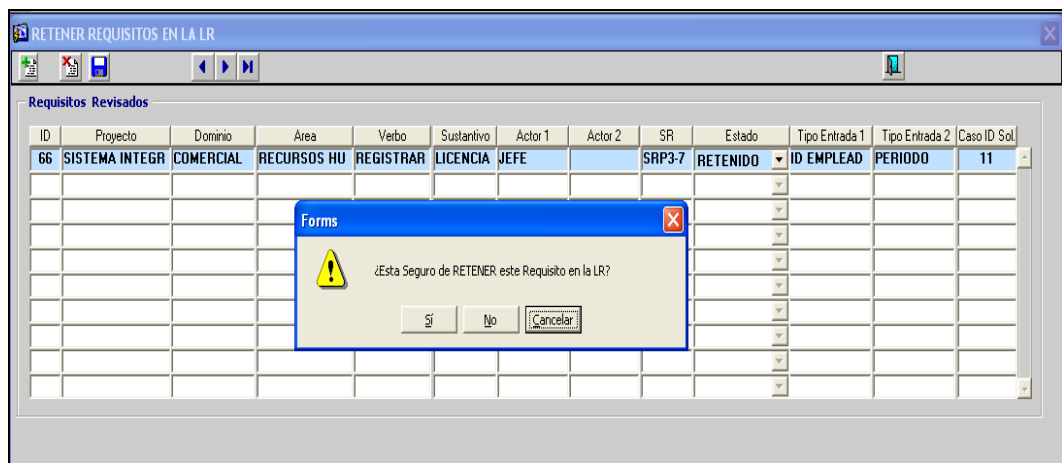 RETENER REQUISITOS EN LA LR
Requisitos Revisados
ID Proyecto Dominio Area Verbo Sustantivo Actor 1 Actor 2 SR Estado Tipo Entrada 1 Tipo Entrada 2 Caso ID Sol.
66 SISTEMA INTEGR COMERCIAL RECURSOS HU REGISTRAR LICENCIA JEFE SRP3-7 RETENIDO ID EMPLEAD PERIODO 11
Forms
¿Esta Seguro de RETENER este Requisito en la LR?
Sí No Cancelar